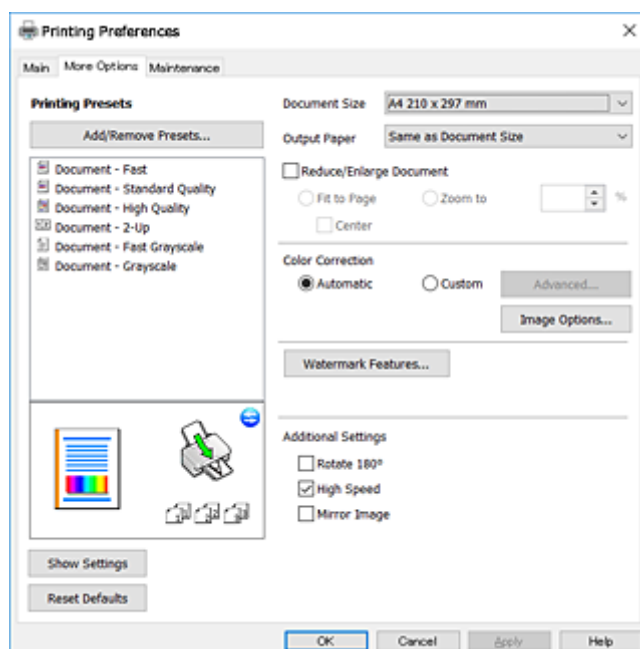 Printing Preferences
Main More Options Maintenance
Printing Presets
Add/Remove Presets...
Document - Fast
Document - Standard Quality
Document - High Quality
Document - 2-Up
Document - Fast Grayscale
Document - Grayscale
Show Settings
Reset Defaults
Document Size A4 210 x 297 mm
Output Paper Same as Document Size
Reduce/Enlarge Document
Fit to Page Zoom to %
Center
Color Correction
Automatic Custom Advanced...
Image Options...
Watermark Features...
Additional Settings
Rotate 180°
High Speed
Mirror Image
OK Cancel Apply Help